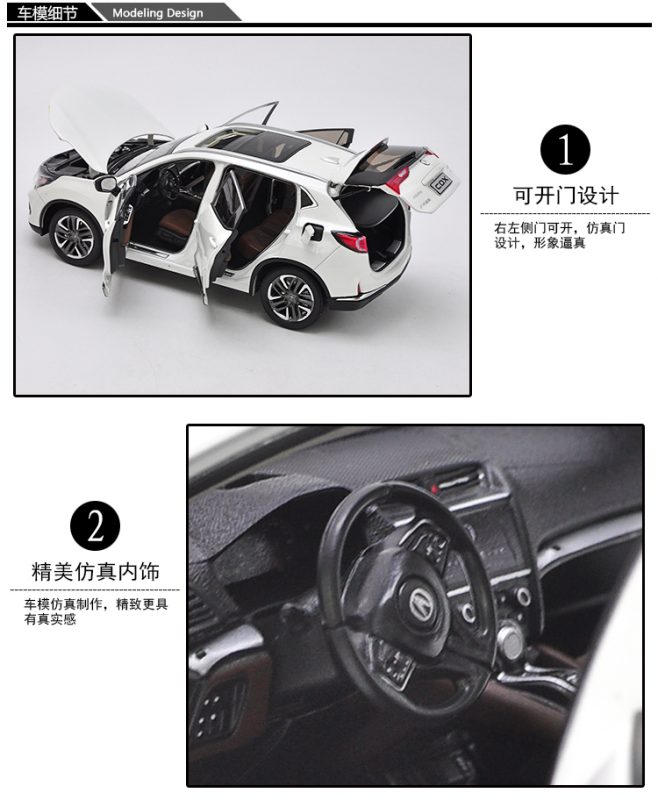 车模细节 Modeling Design
1
可开门设计
右左侧门可开，仿真门
设计，形象逼真
CDX
2
精美仿真内饰
车模仿真制作，精致更具
有真实感